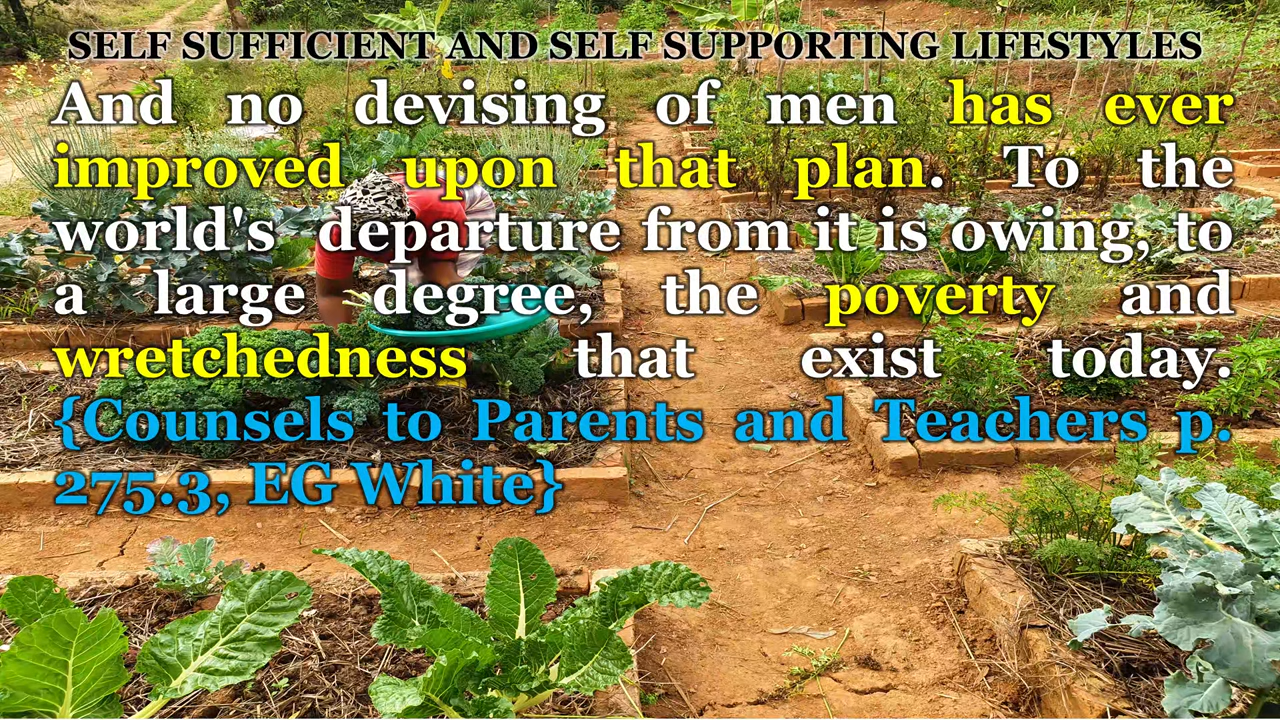 SELF SUFFICIENT AND SELF SUPPORTING LIFESTYLES
And no devising of men has ever
improved upon that plan. To the
world's departure from it is owing, to
a large degree, the poverty and
wretchedness that exist today.
{Counsels to Parents and Teachers p.
275.3, EG White}